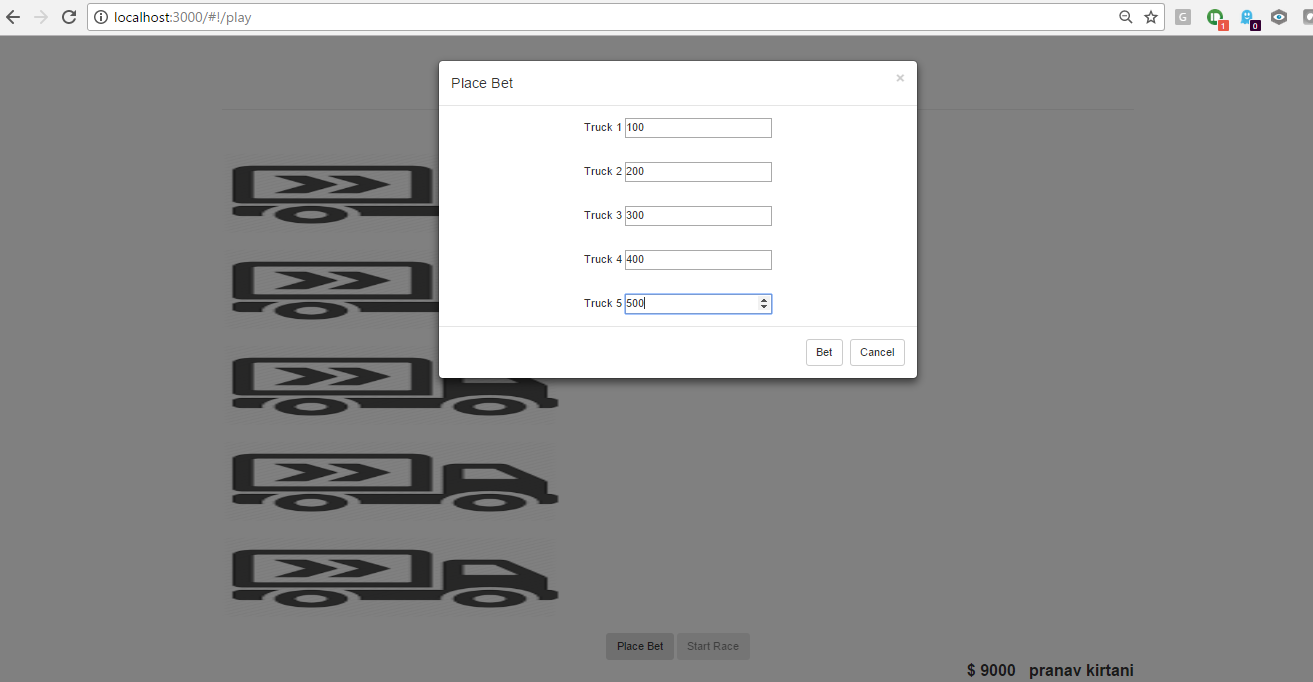 localhost:3000/#!/play
G
1
0
Place Bet
×
Truck 1 100
Truck 2 200
Truck 3 300
Truck 4 400
Truck 5 500
Bet Cancel
Place Bet Start Race
$ 9000 pranav kirtani